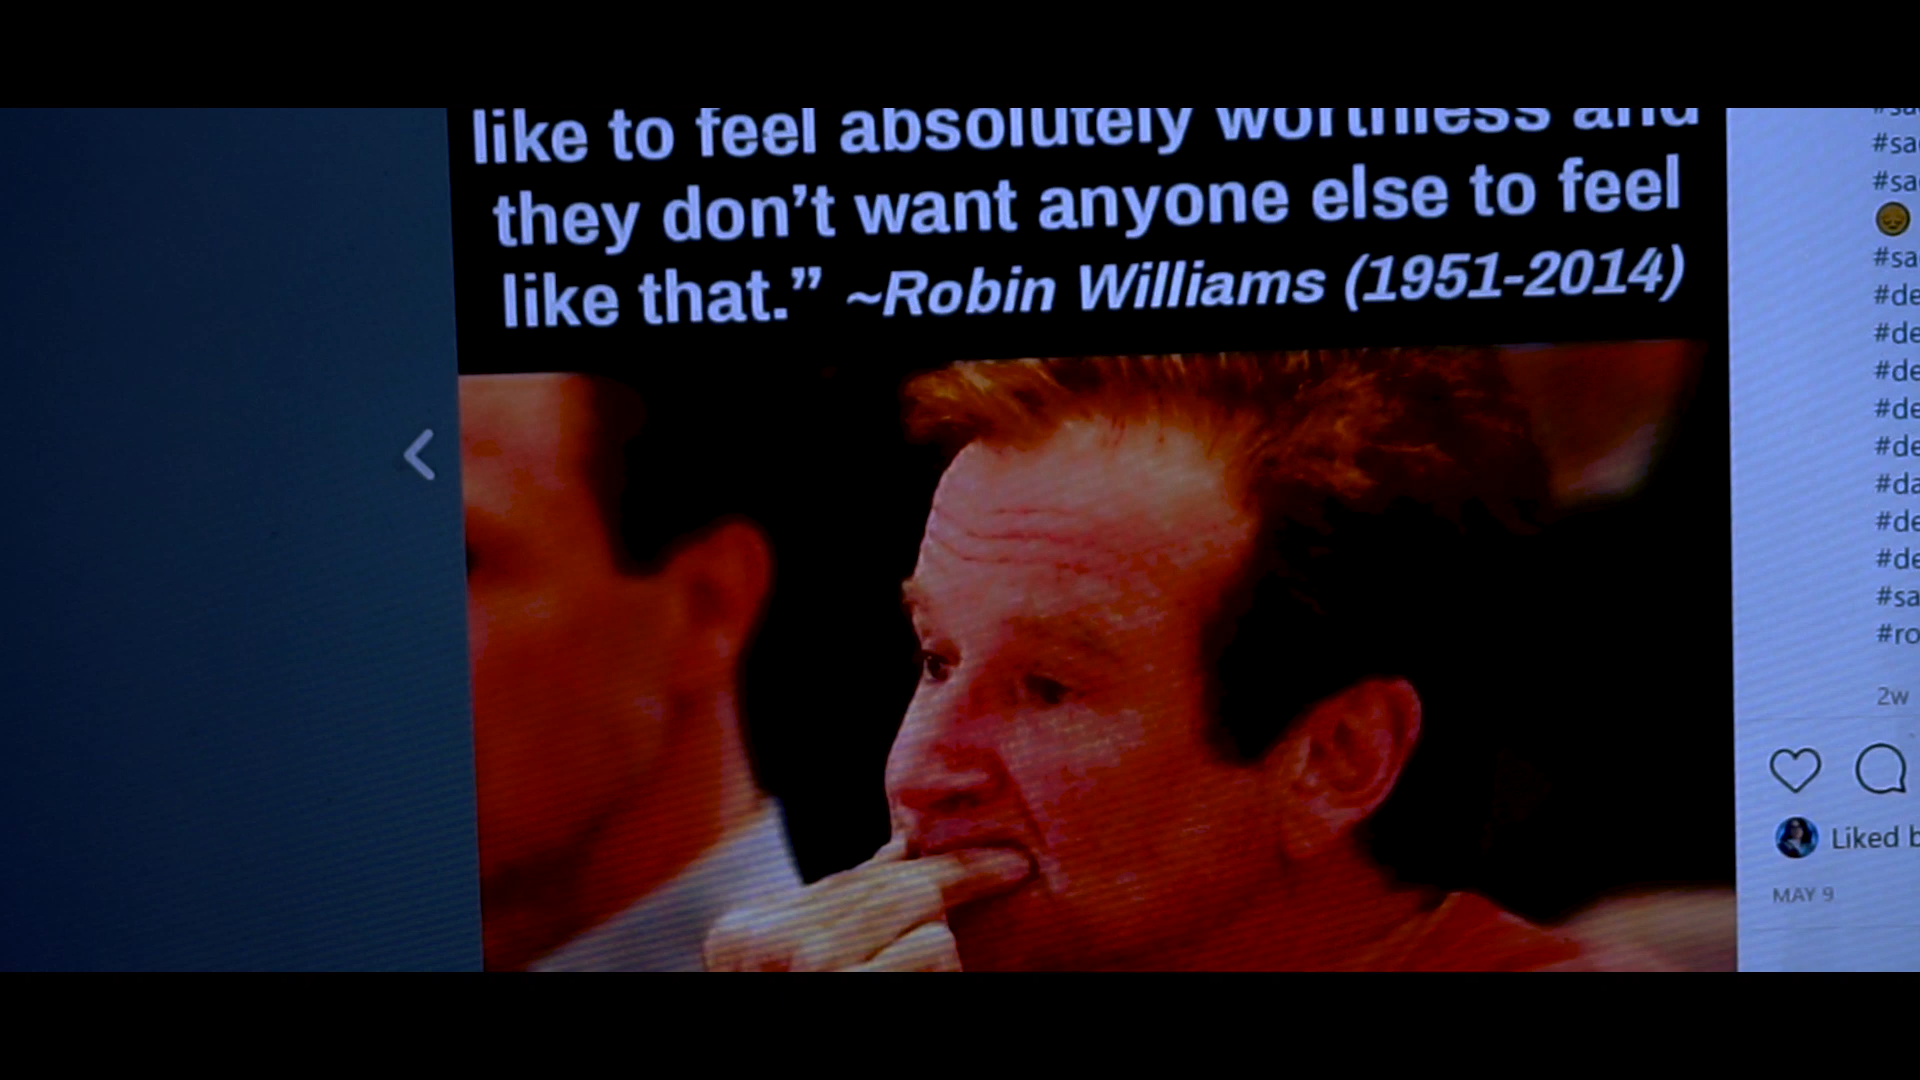 like to feel absolutely worthless and
they don’t want anyone else to feel
like that.” ~Robin Williams (1951-2014)
#sa
#sa
#sa
#de
#de
#de
#de
#de
#da
#de
#de
#sa
#ro
2w
Liked b
MAY 9